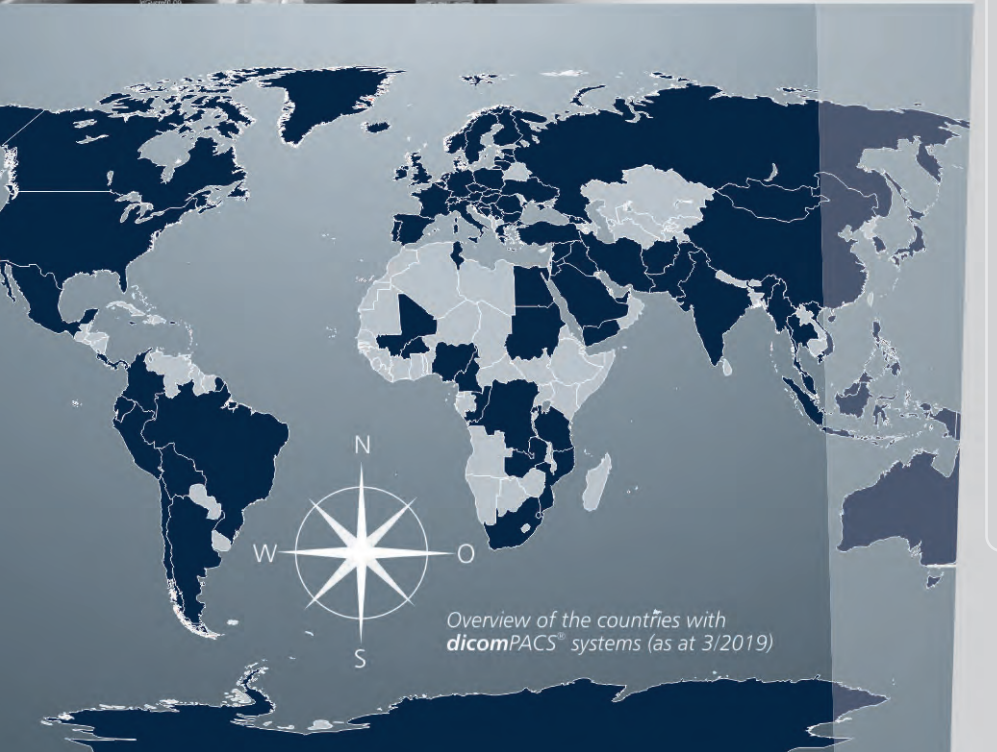 N
W
O
S
Overview of the countries with
dicomPACS® systems (as at 3/2019)